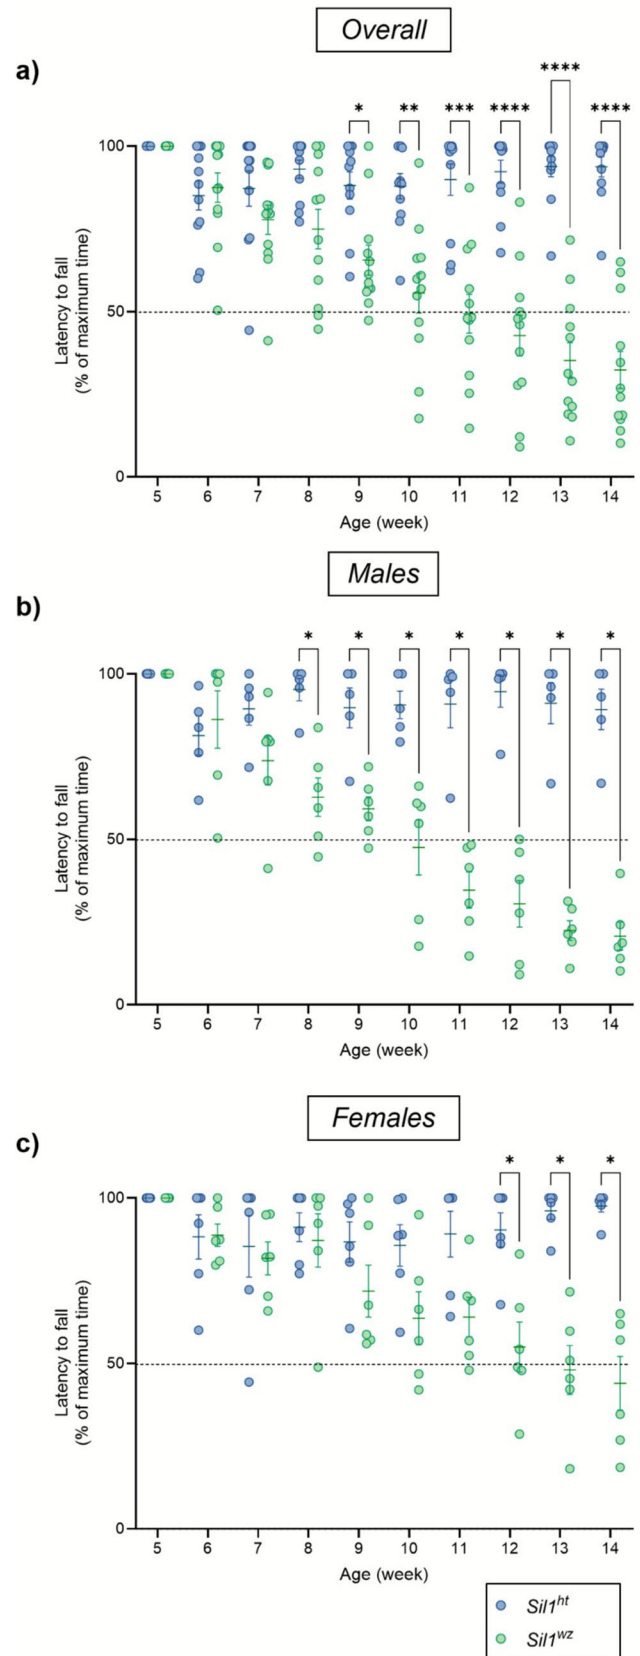 Overall
a)
* ** *** **** **** ****
100
50
0
Latency to fall
(% of maximum time)
5 6 7 8 9 10 11 12 13 14
Age (week)
Males
b)
* * * * * * *
100
50
0
Latency to fall
(% of maximum time)
5 6 7 8 9 10 11 12 13 14
Age (week)
Females
c)
* * *
100
50
0
Latency to fall
(% of maximum time)
5 6 7 8 9 10 11 12 13 14
Age (week)
Sil1ht
Sil1wz